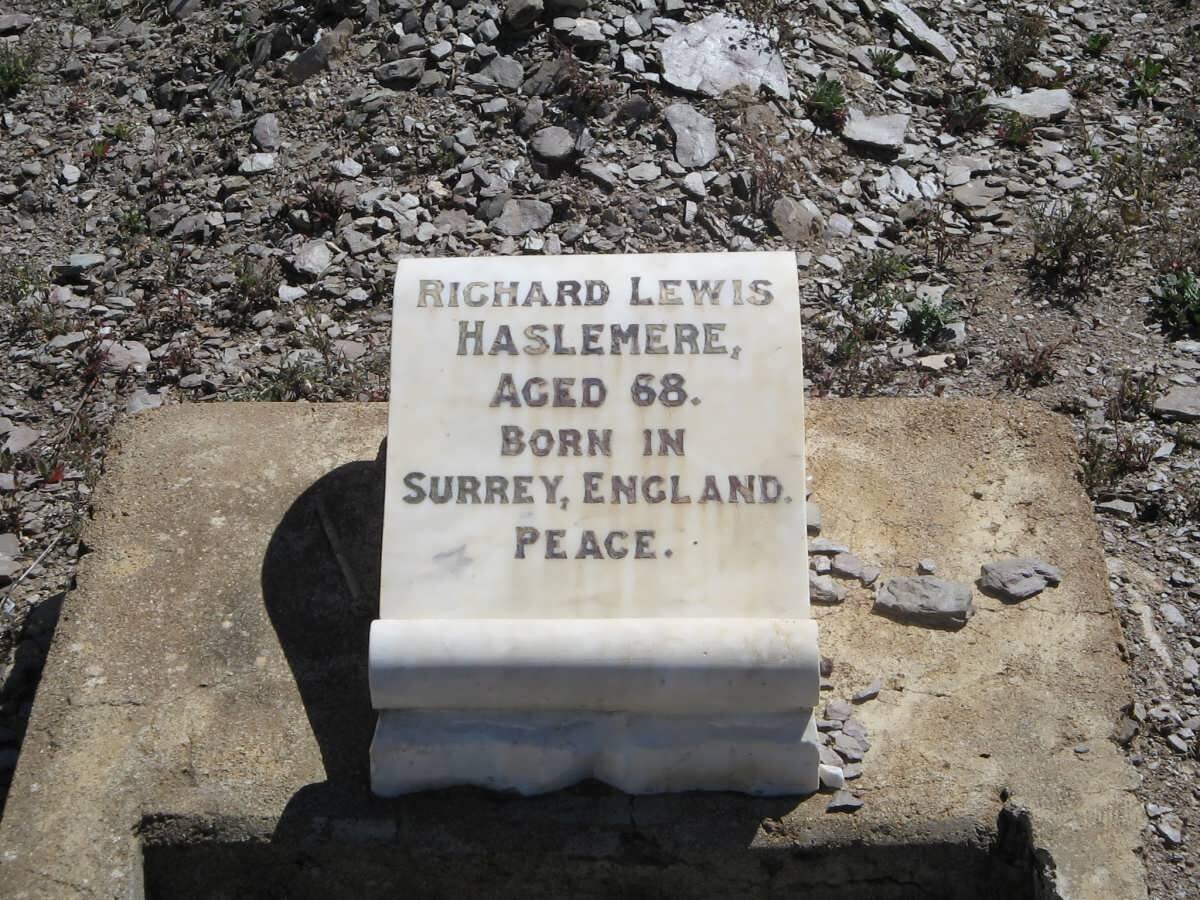 RICHARD LEWIS
HASLEMERE,
AGED 68.
BORN IN
SURREY, ENGLAND.
PEACE.